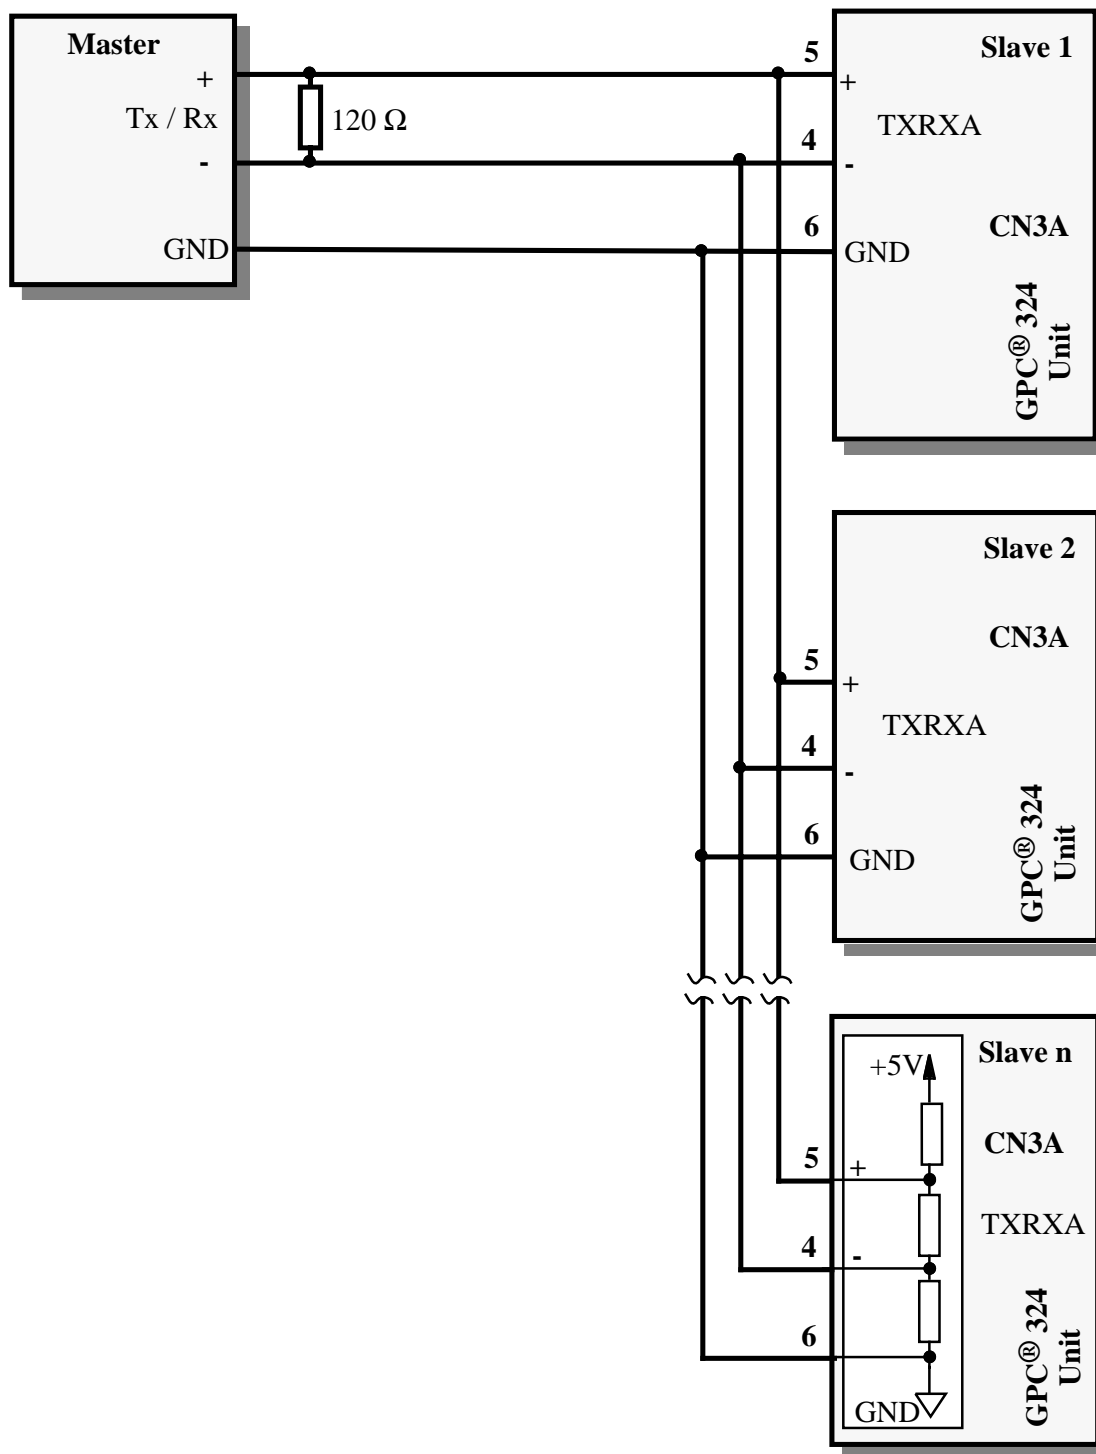 Master
+
Tx / Rx
-
GND
120 Ω
5
4
6
Slave 1
+
TXRXA
-
CN3A
GND
GPC® 324
Unit
Slave 2
CN3A
5
+
TXRXA
4
-
6
GND
GPC® 324
Unit
Slave n
+5V
CN3A
5
+
TXRXA
4
-
6
GND
GPC® 324
Unit